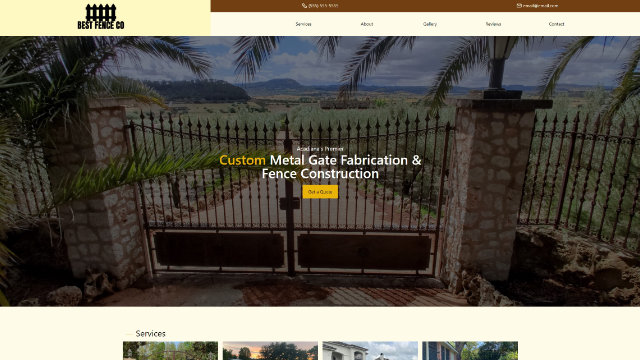 BEST FENCE CO
(555) 555-5555
email@email.com
Services
About
Gallery
Reviews
Contact
Acadiana's Premier
Custom Metal Gate Fabrication &
Fence Construction
Get a Quote
Services